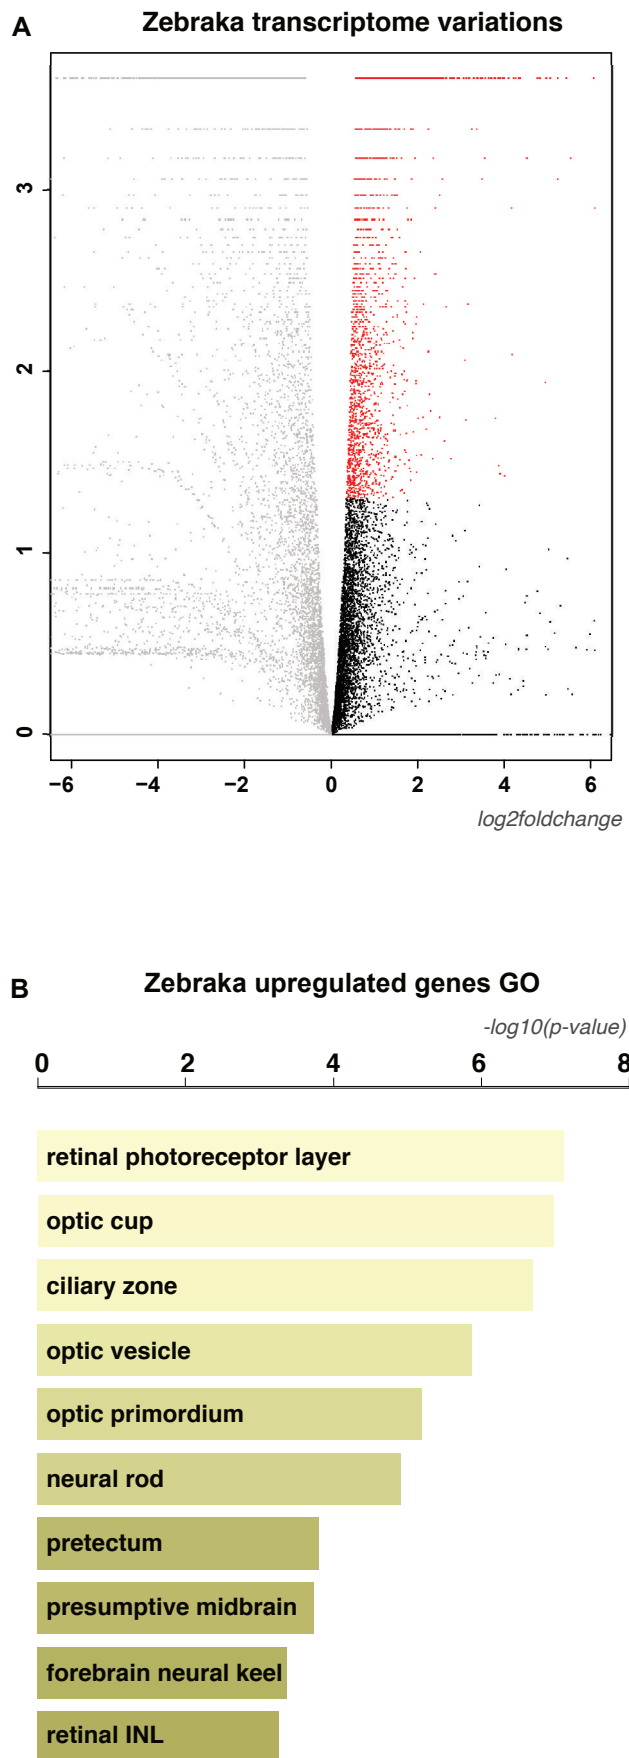 A
Zebraka transcriptome variations
3
2
1
0
−6 −4 −2 0 2 4 6
log2foldchange
B
Zebraka upregulated genes GO
-log10(p-value)
0 2 4 6 8
retinal photoreceptor layer
optic cup
ciliary zone
optic vesicle
optic primordium
neural rod
pretectum
presumptive midbrain
forebrain neural keel
retinal INL